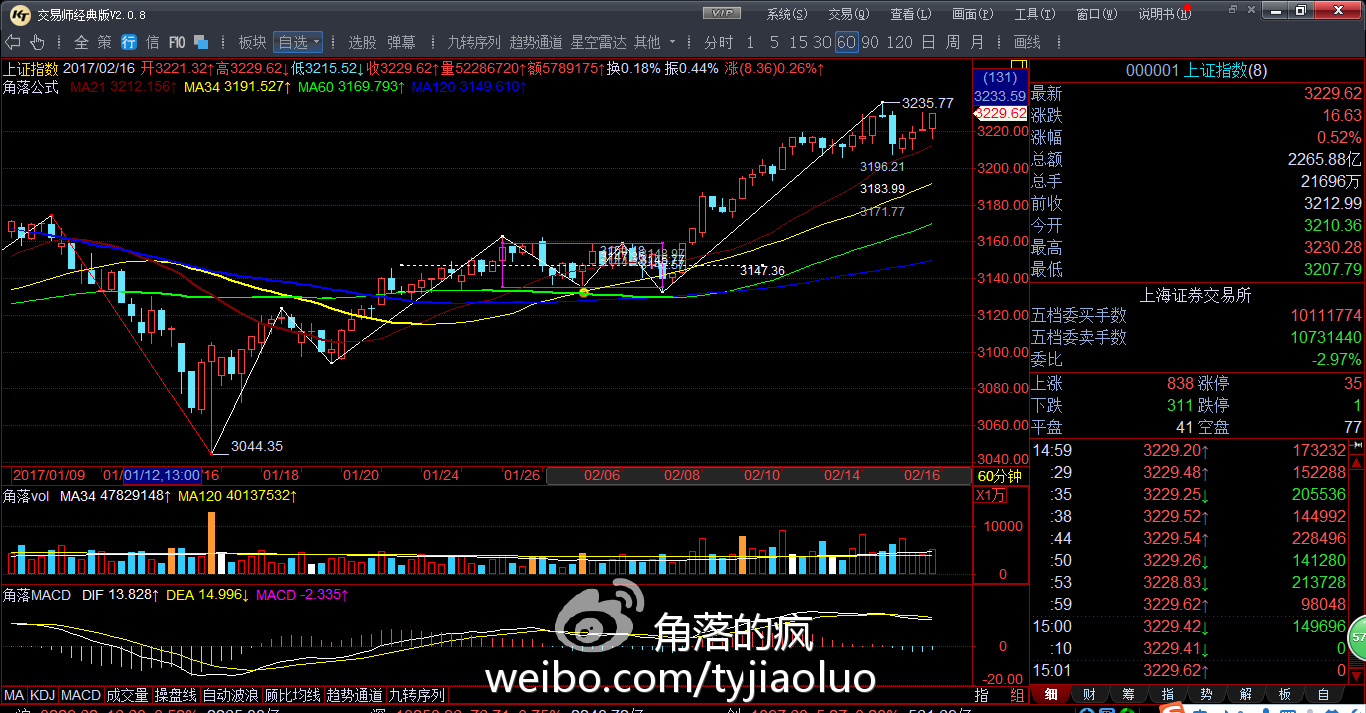 交易师经典版V2.0.8 VIP 系统(S) 交易(Q) 查看(L) 画面(P) 工具(T) 窗口(W) 说明书(H)
全 策 行 信 F10 板块 自选 选股 弹幕 九转序列 趋势通道 星空雷达 其他 分时 1 5 15 30 60 90 120 日 周 月 画线
上证指数 2017/02/16 开3221.32↑高3229.62↓低3215.52↓收3229.62↑量52286720↑额5789175↑换0.18% 振0.44% 涨(8.36)0.26%↑
角落公式 MA21 3212.156↑ MA34 3191.527↑ MA60 3169.793↑ MA120 3149.610↑
(131)
3233.59
3229.62
3220.00
3200.00
3180.00
3160.00
3140.00
3120.00
3100.00
3080.00
3060.00
3040.00
3235.77
3196.21
3183.99
3171.77
3147.36
3044.35
2017/01/09 01/ 01/12,13:00 16 01/18 01/20 01/24 01/26 02/06 02/08 02/10 02/14 02/16 60分钟
角落vol MA34 47829148↑ MA120 40137532↑ X1万
10000
0
角落MACD DIF 13.828↑ DEA 14.996↓ MACD -2.335↑
0
-20.00
角落的疯
weibo.com/tyjiaoluo
MA KDJ MACD 成交量 操盘线 自动波浪 顾比均线 趋势通道 九转序列 指 组
000001 上证指数(8)
最新 3229.62
涨跌 16.63
涨幅 0.52%
总额 2265.88亿
总手 21696万
前收 3212.99
今开 3210.36
最高 3230.28
最低 3207.79
上海证券交易所
五档委买手数 10111774
五档委卖手数 10731440
委比 -2.97%
上涨 838 涨停 35
下跌 311 跌停 1
平盘 41 空盘 77
14:59 3229.20↑ 173232
:29 3229.48↑ 152288
:35 3229.25↓ 205536
:38 3229.52↑ 144992
:44 3229.54↑ 228496
:50 3229.26↓ 141280
:53 3228.83↓ 213728
:59 3229.62↑ 98048
15:00 3229.42↓ 149696
:10 3229.41↓ 0
15:01 3229.62↑ 0
57
细 财 筹 指 势 解 板 自